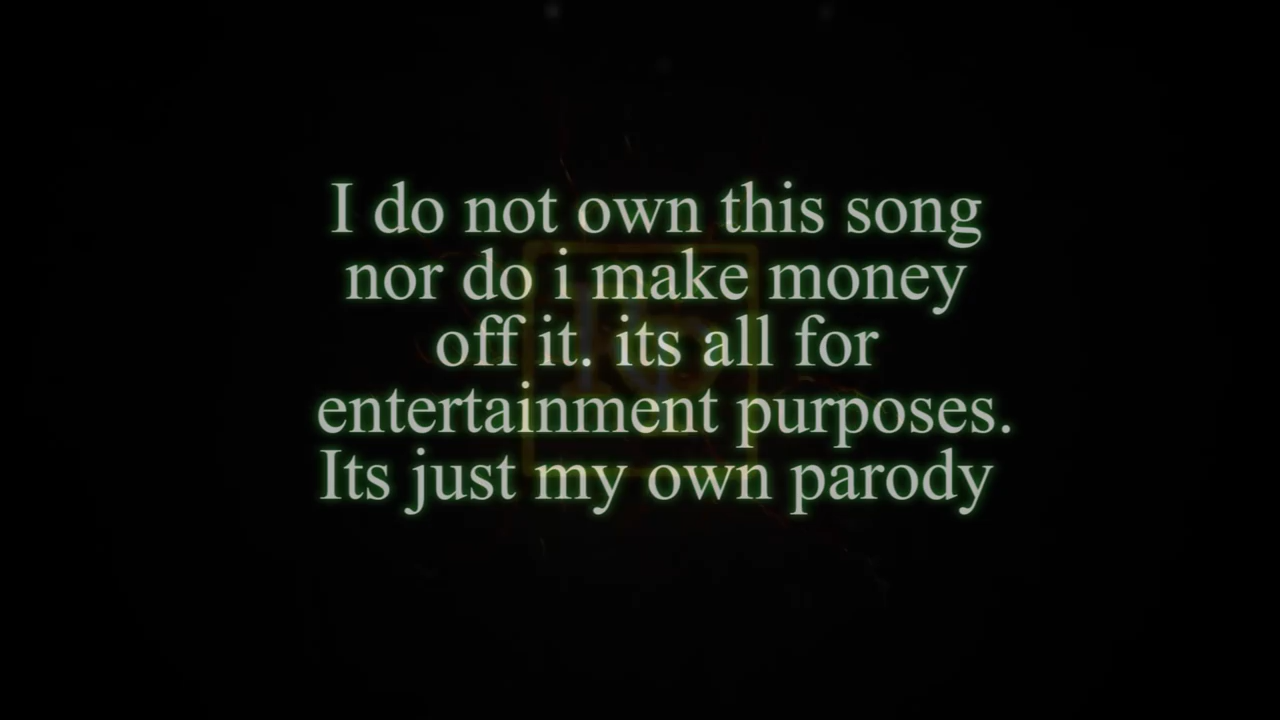 I do not own this song
nor do i make money
off it. its all for
entertainment purposes.
Its just my own parody